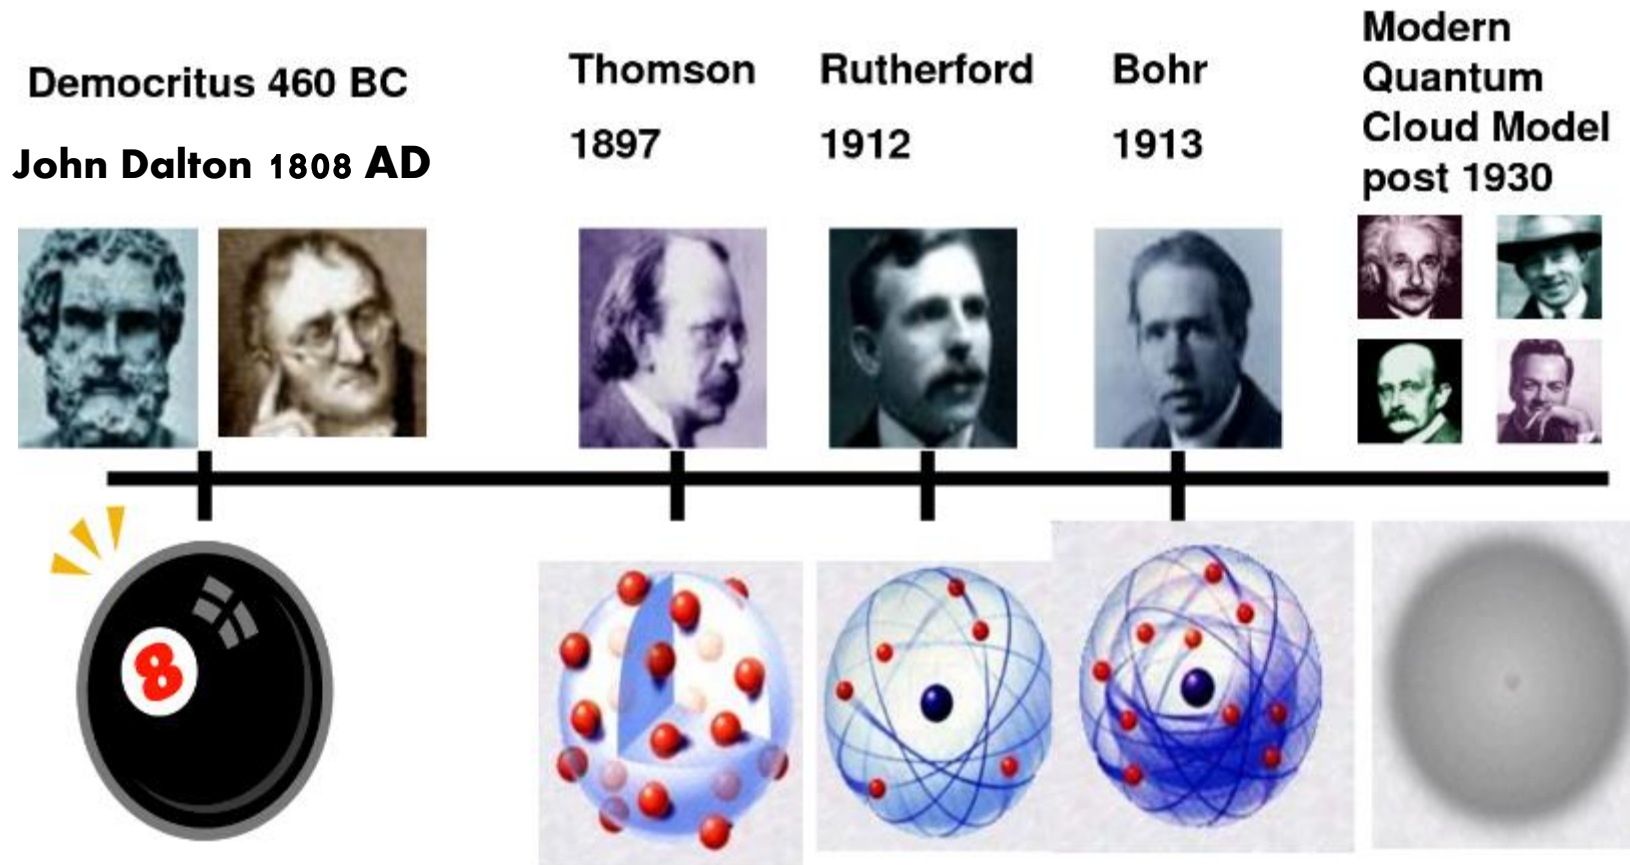 Democritus 460 BC
John Dalton 1808 AD
Thomson
1897
Rutherford
1912
Bohr
1913
Modern
Quantum
Cloud Model
post 1930
8